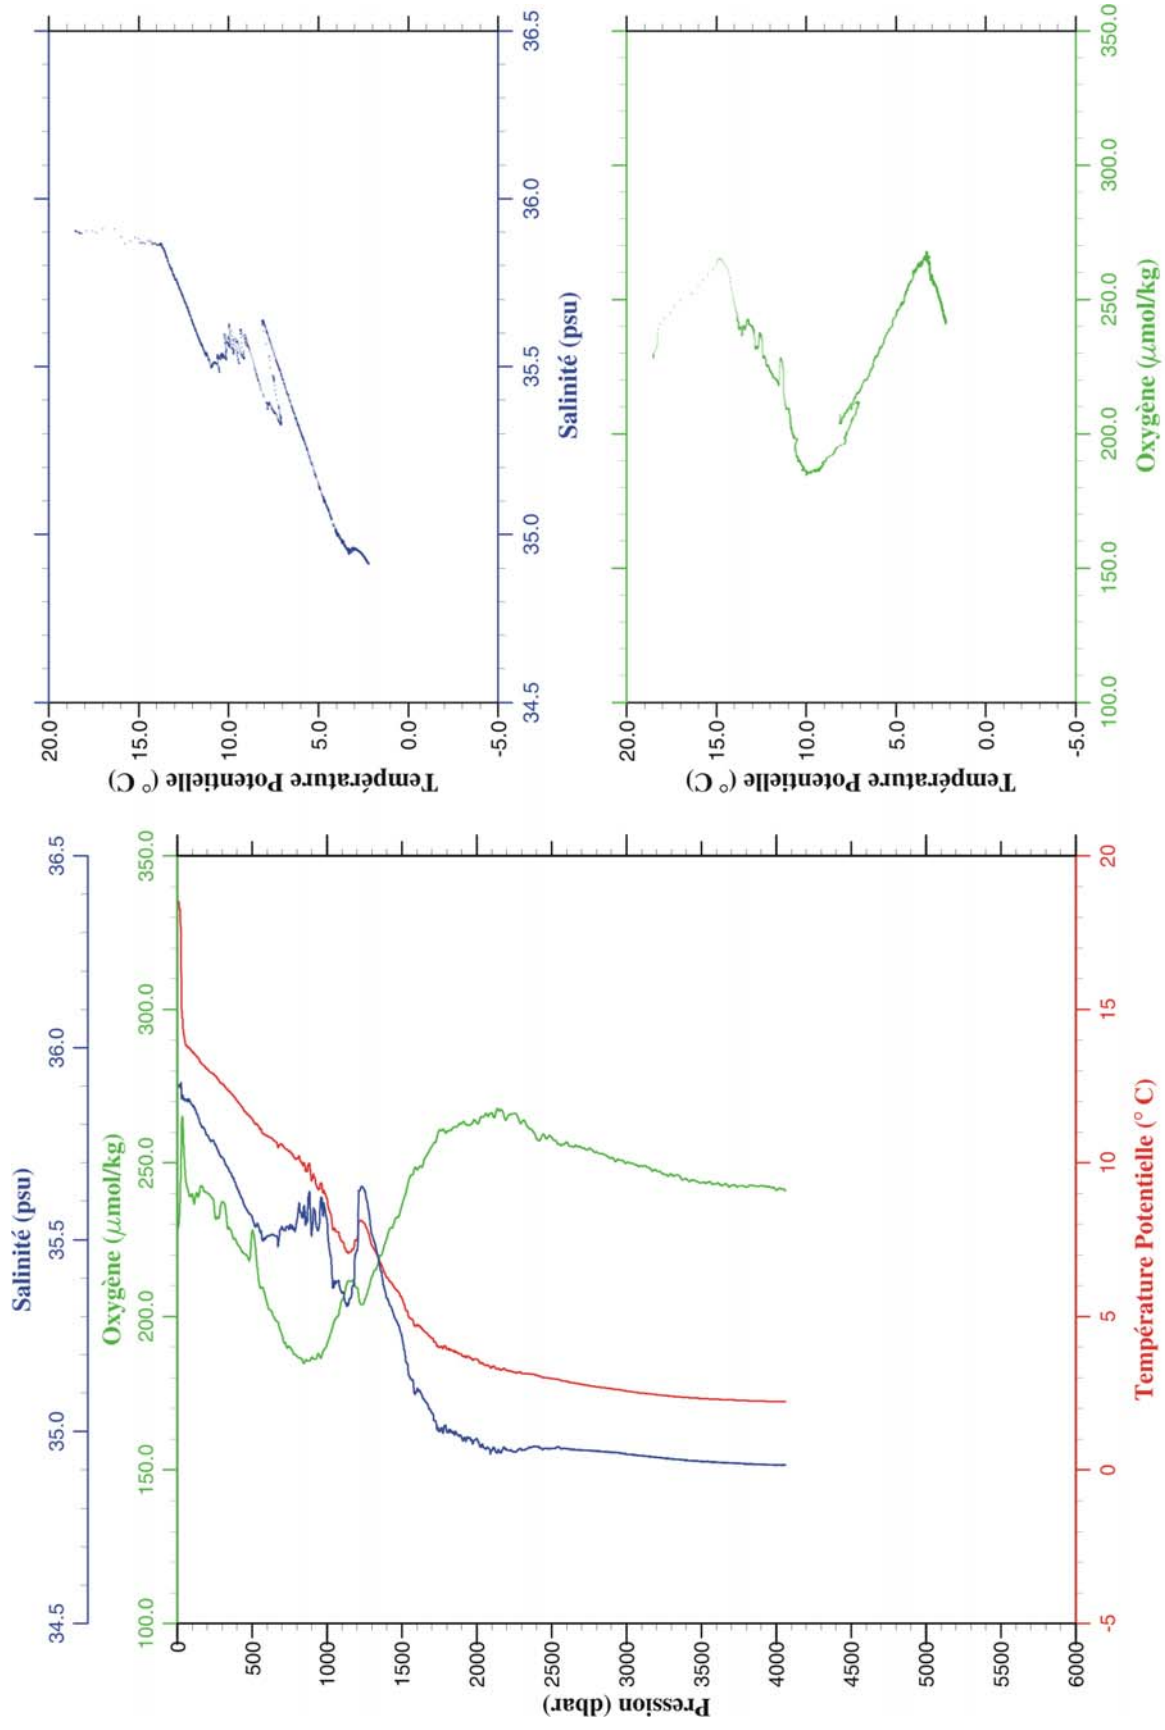 Salinité (psu)
34.5 35.0 35.5 36.0 36.5
Oxygène (μmol/kg)
100.0 150.0 200.0 250.0 300.0 350.0
0
500
1000
1500
2000
2500
3000
3500
4000
4500
5000
5500
6000
Pression (dbar)
-5 0 5 10 15 20
Température Potentielle (° C)
20.0
15.0
10.0
5.0
0.0
-5.0
Température Potentielle (° C)
34.5 35.0 35.5 36.0 36.5
Salinité (psu)
20.0
15.0
10.0
5.0
0.0
-5.0
Température Potentielle (° C)
100.0 150.0 200.0 250.0 300.0 350.0
Oxygène (μmol/kg)